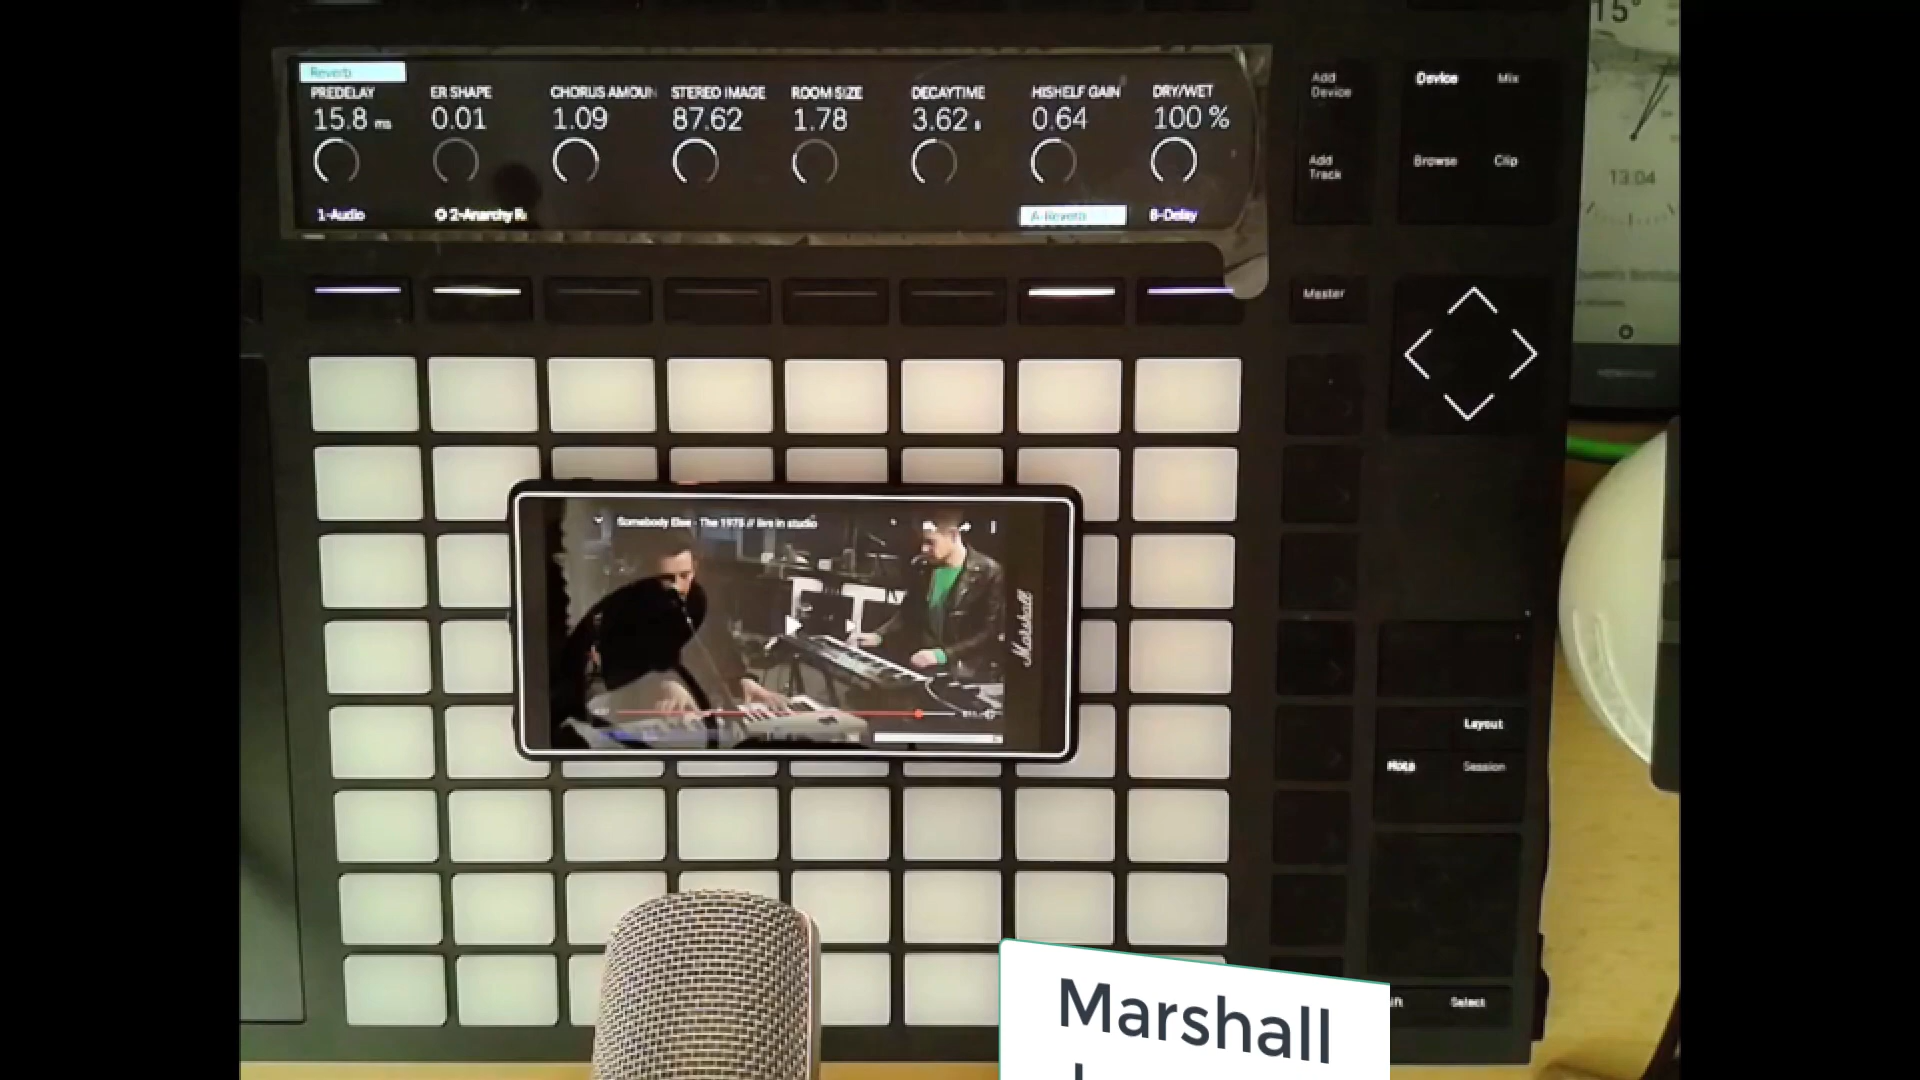 Reverb
PREDELAY ER SHAPE CHORUS AMOUN STEREO IMAGE ROOM SIZE DECAYTIME HISHELF GAIN DRY/WET
15.8 ms 0.01 1.09 87.62 1.78 3.62 s 0.64 100 %
1-Audio 2-Anarchy R A-Reverb B-Delay
Add Device
Device Mix
Add Track
Browse Clip
Master
15°
13:04
Somebody Else - The 1975 // live in studio
Marshall
Layout
Note Session
Select
Marshall